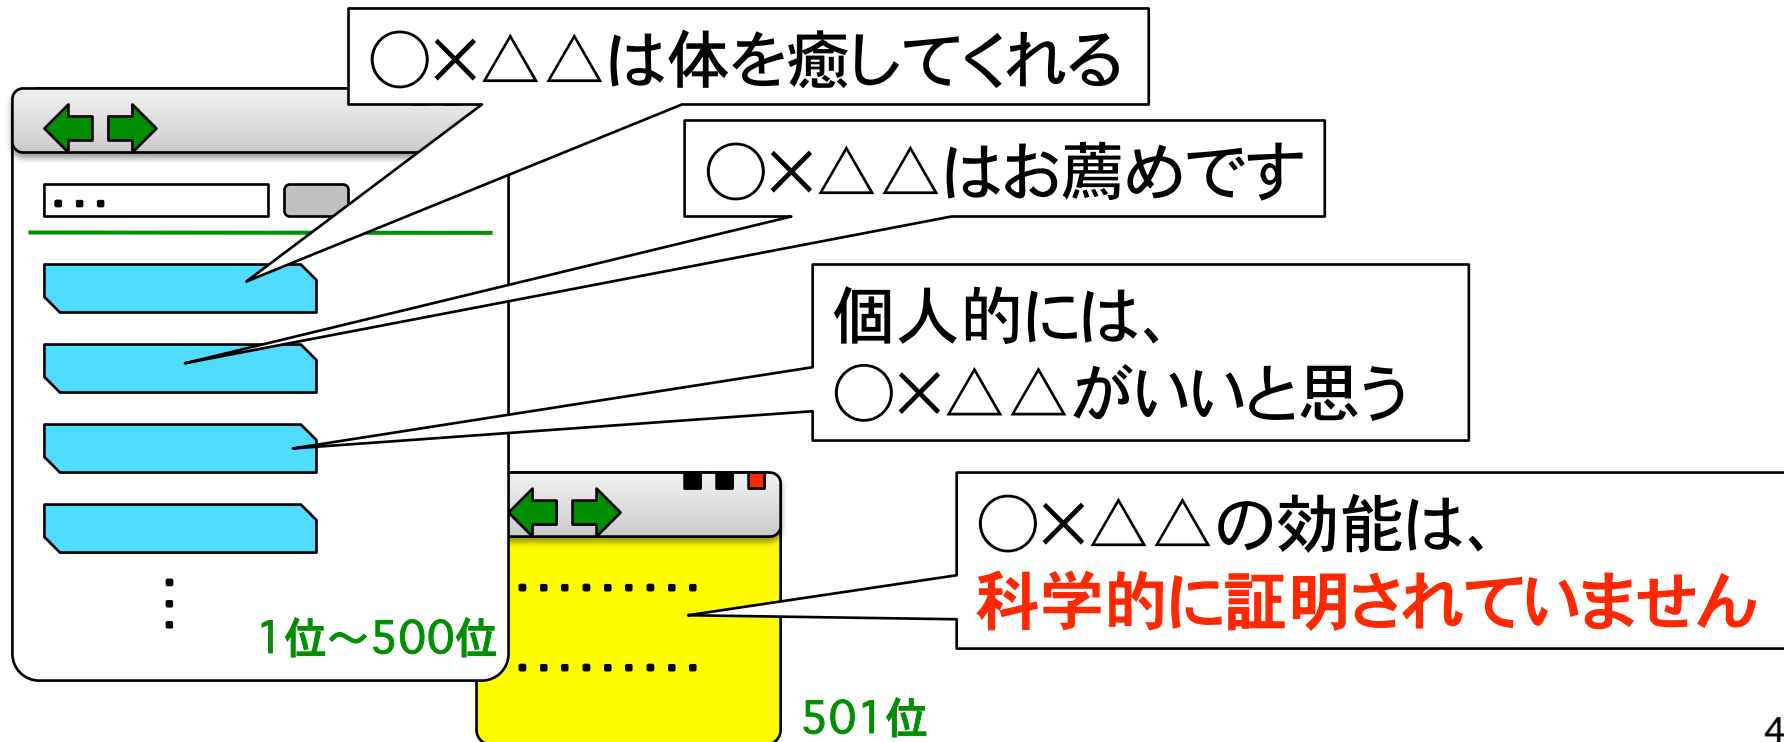 ○×△△は体を癒してくれる
○×△△はお薦めです
...
個人的には、
○×△△がいいと思う
○×△△の効能は、
科学的に証明されていません
1位～500位
501位
4